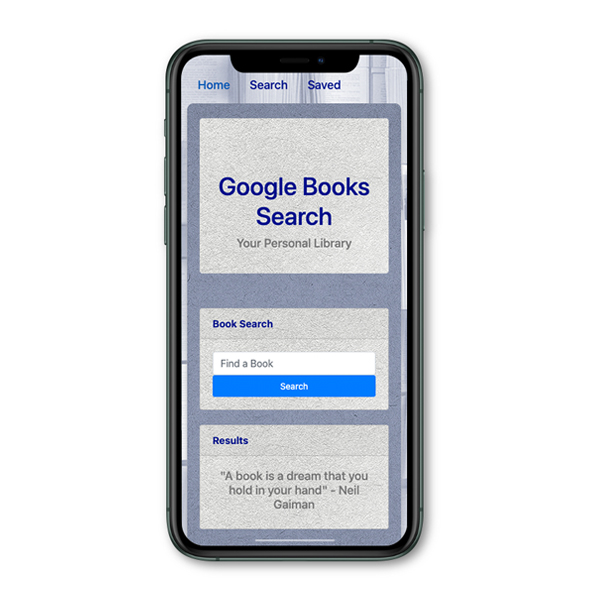 Home Search Saved
Google Books
Search
Your Personal Library
Book Search
Find a Book
Search
Results
"A book is a dream that you
hold in your hand" - Neil
Gaiman